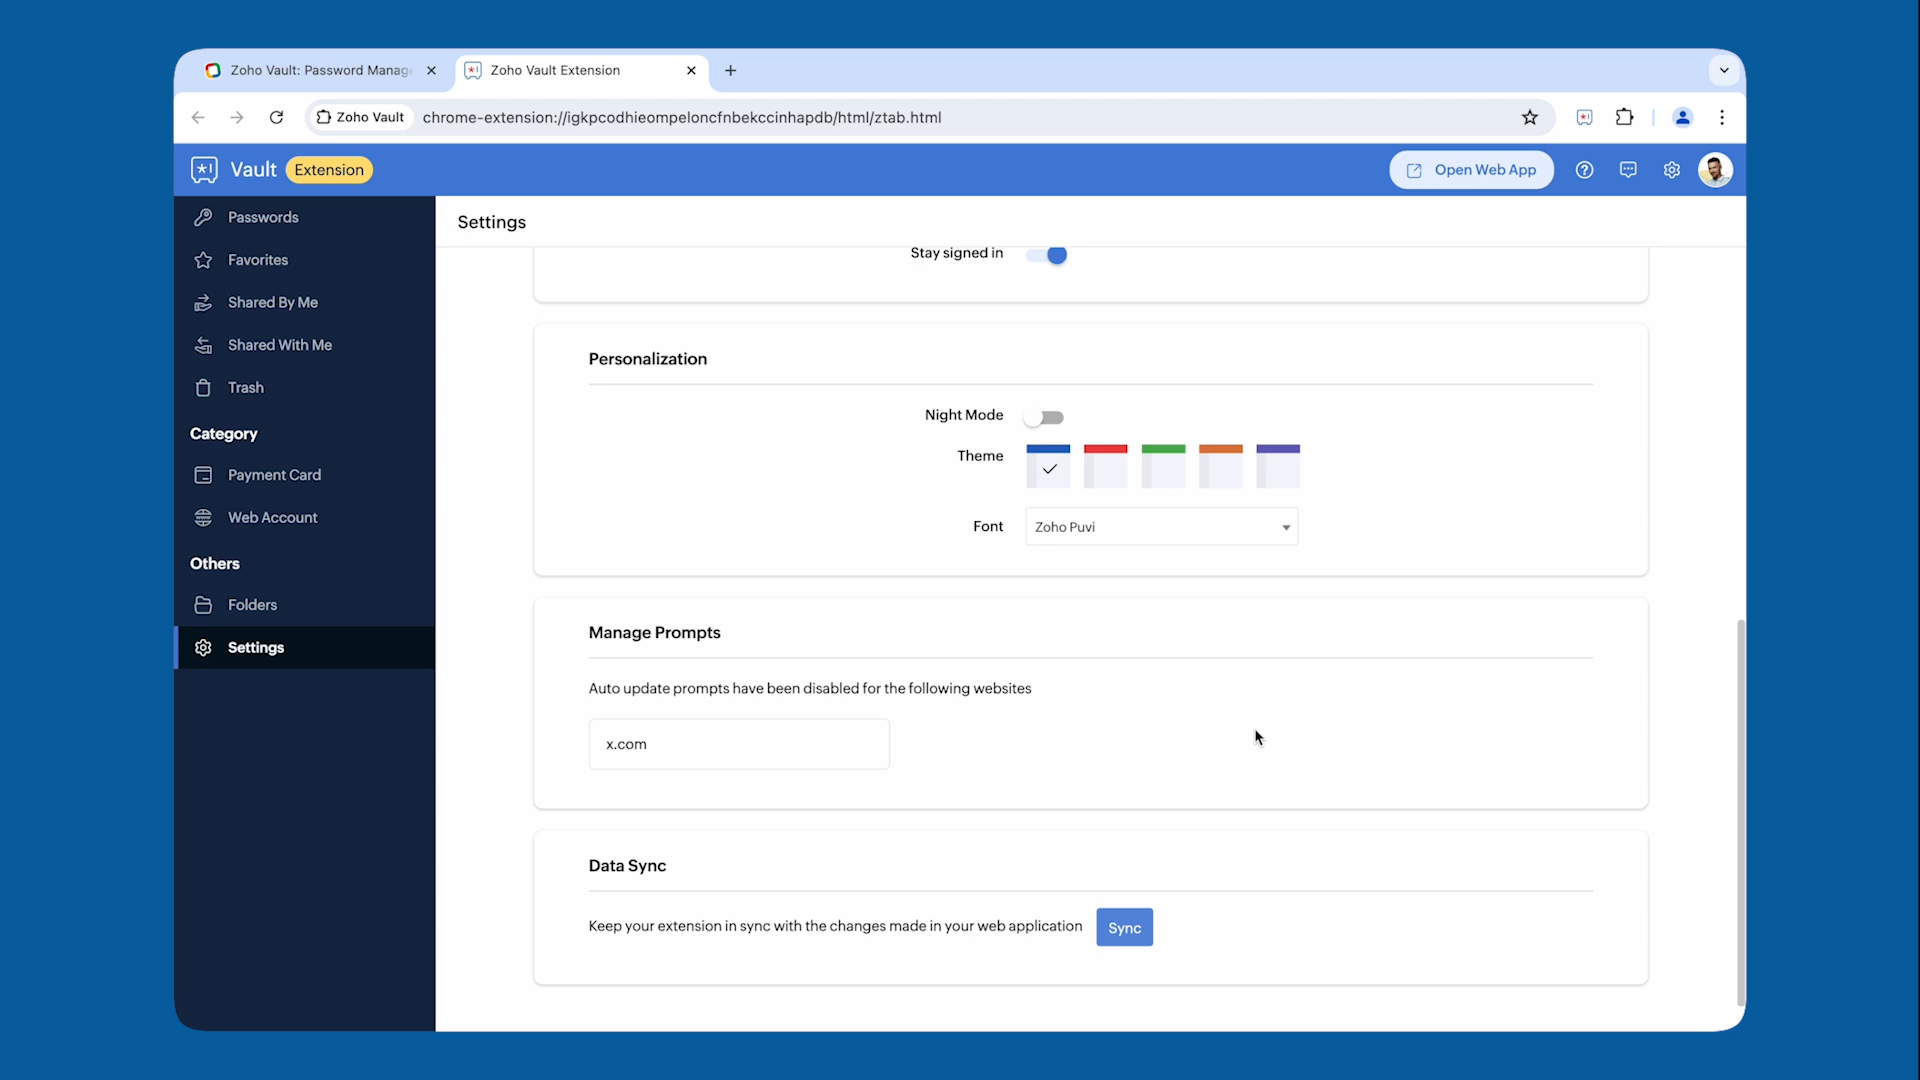 Zoho Vault: Password Manag
Zoho Vault Extension
Zoho Vault
chrome-extension://igkpcodhieompeloncfnbekccinhapdb/html/ztab.html
Vault
Extension
Open Web App
Passwords
Favorites
Shared By Me
Shared With Me
Trash
Category
Payment Card
Web Account
Others
Folders
Settings
Settings
Stay signed in
Personalization
Night Mode
Theme
Font
Zoho Puvi
Manage Prompts
Auto update prompts have been disabled for the following websites
x.com
Data Sync
Keep your extension in sync with the changes made in your web application
Sync